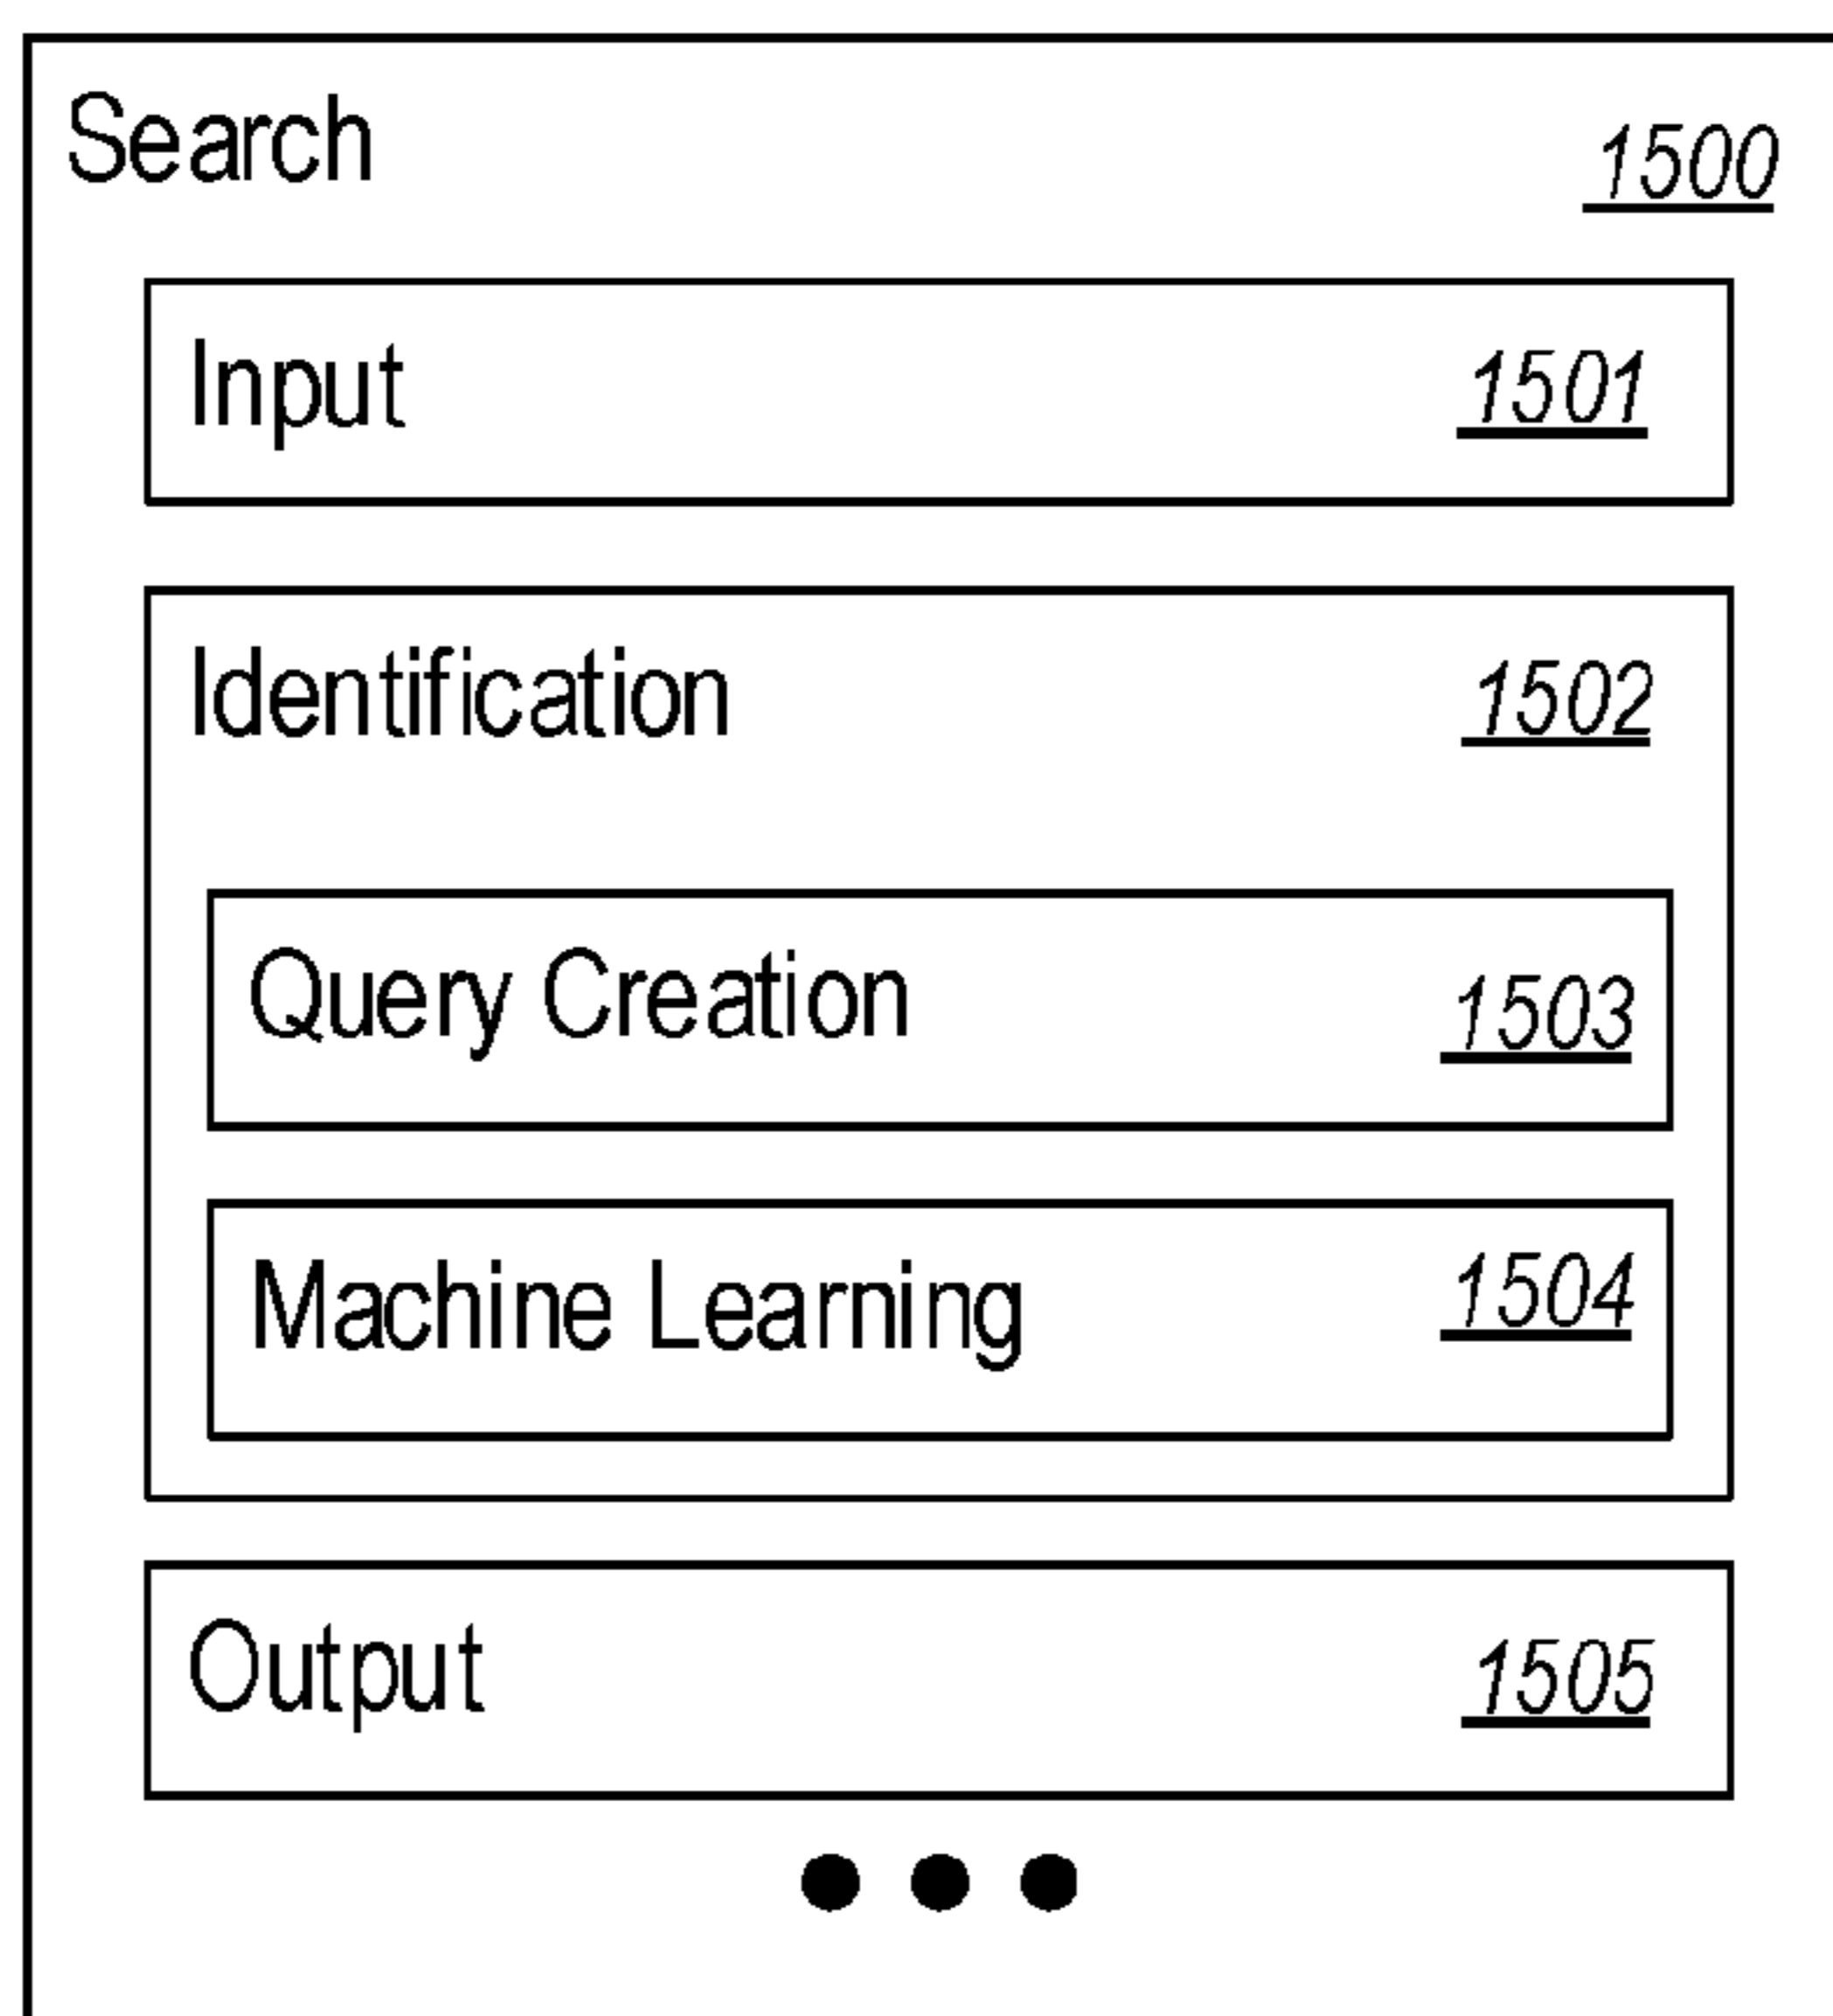 Search 1500
Input 1501
Identification 1502
Query Creation 1503
Machine Learning 1504
Output 1505